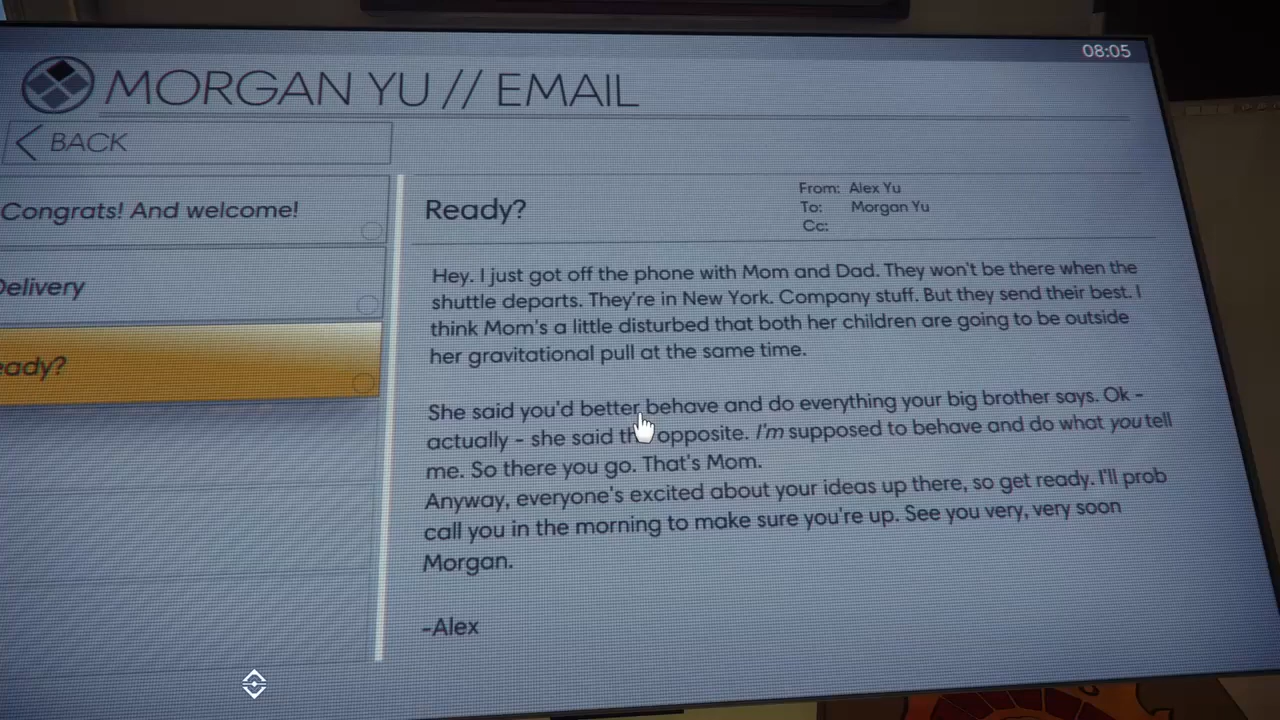 08:05
MORGAN YU // EMAIL
BACK
Congrats! And welcome!
Delivery
eady?
Ready?
From: Alex Yu
To: Morgan Yu
Cc:
Hey. I just got off the phone with Mom and Dad. They won't be there when the
shuttle departs. They're in New York. Company stuff. But they send their best. I
think Mom's a little disturbed that both her children are going to be outside
her gravitational pull at the same time.
She said you'd better behave and do everything your big brother says. Ok -
actually - she said the opposite. I'm supposed to behave and do what you tell
me. So there you go. That's Mom.
Anyway, everyone's excited about your ideas up there, so get ready. I'll prob
call you in the morning to make sure you're up. See you very, very soon
Morgan.
-Alex